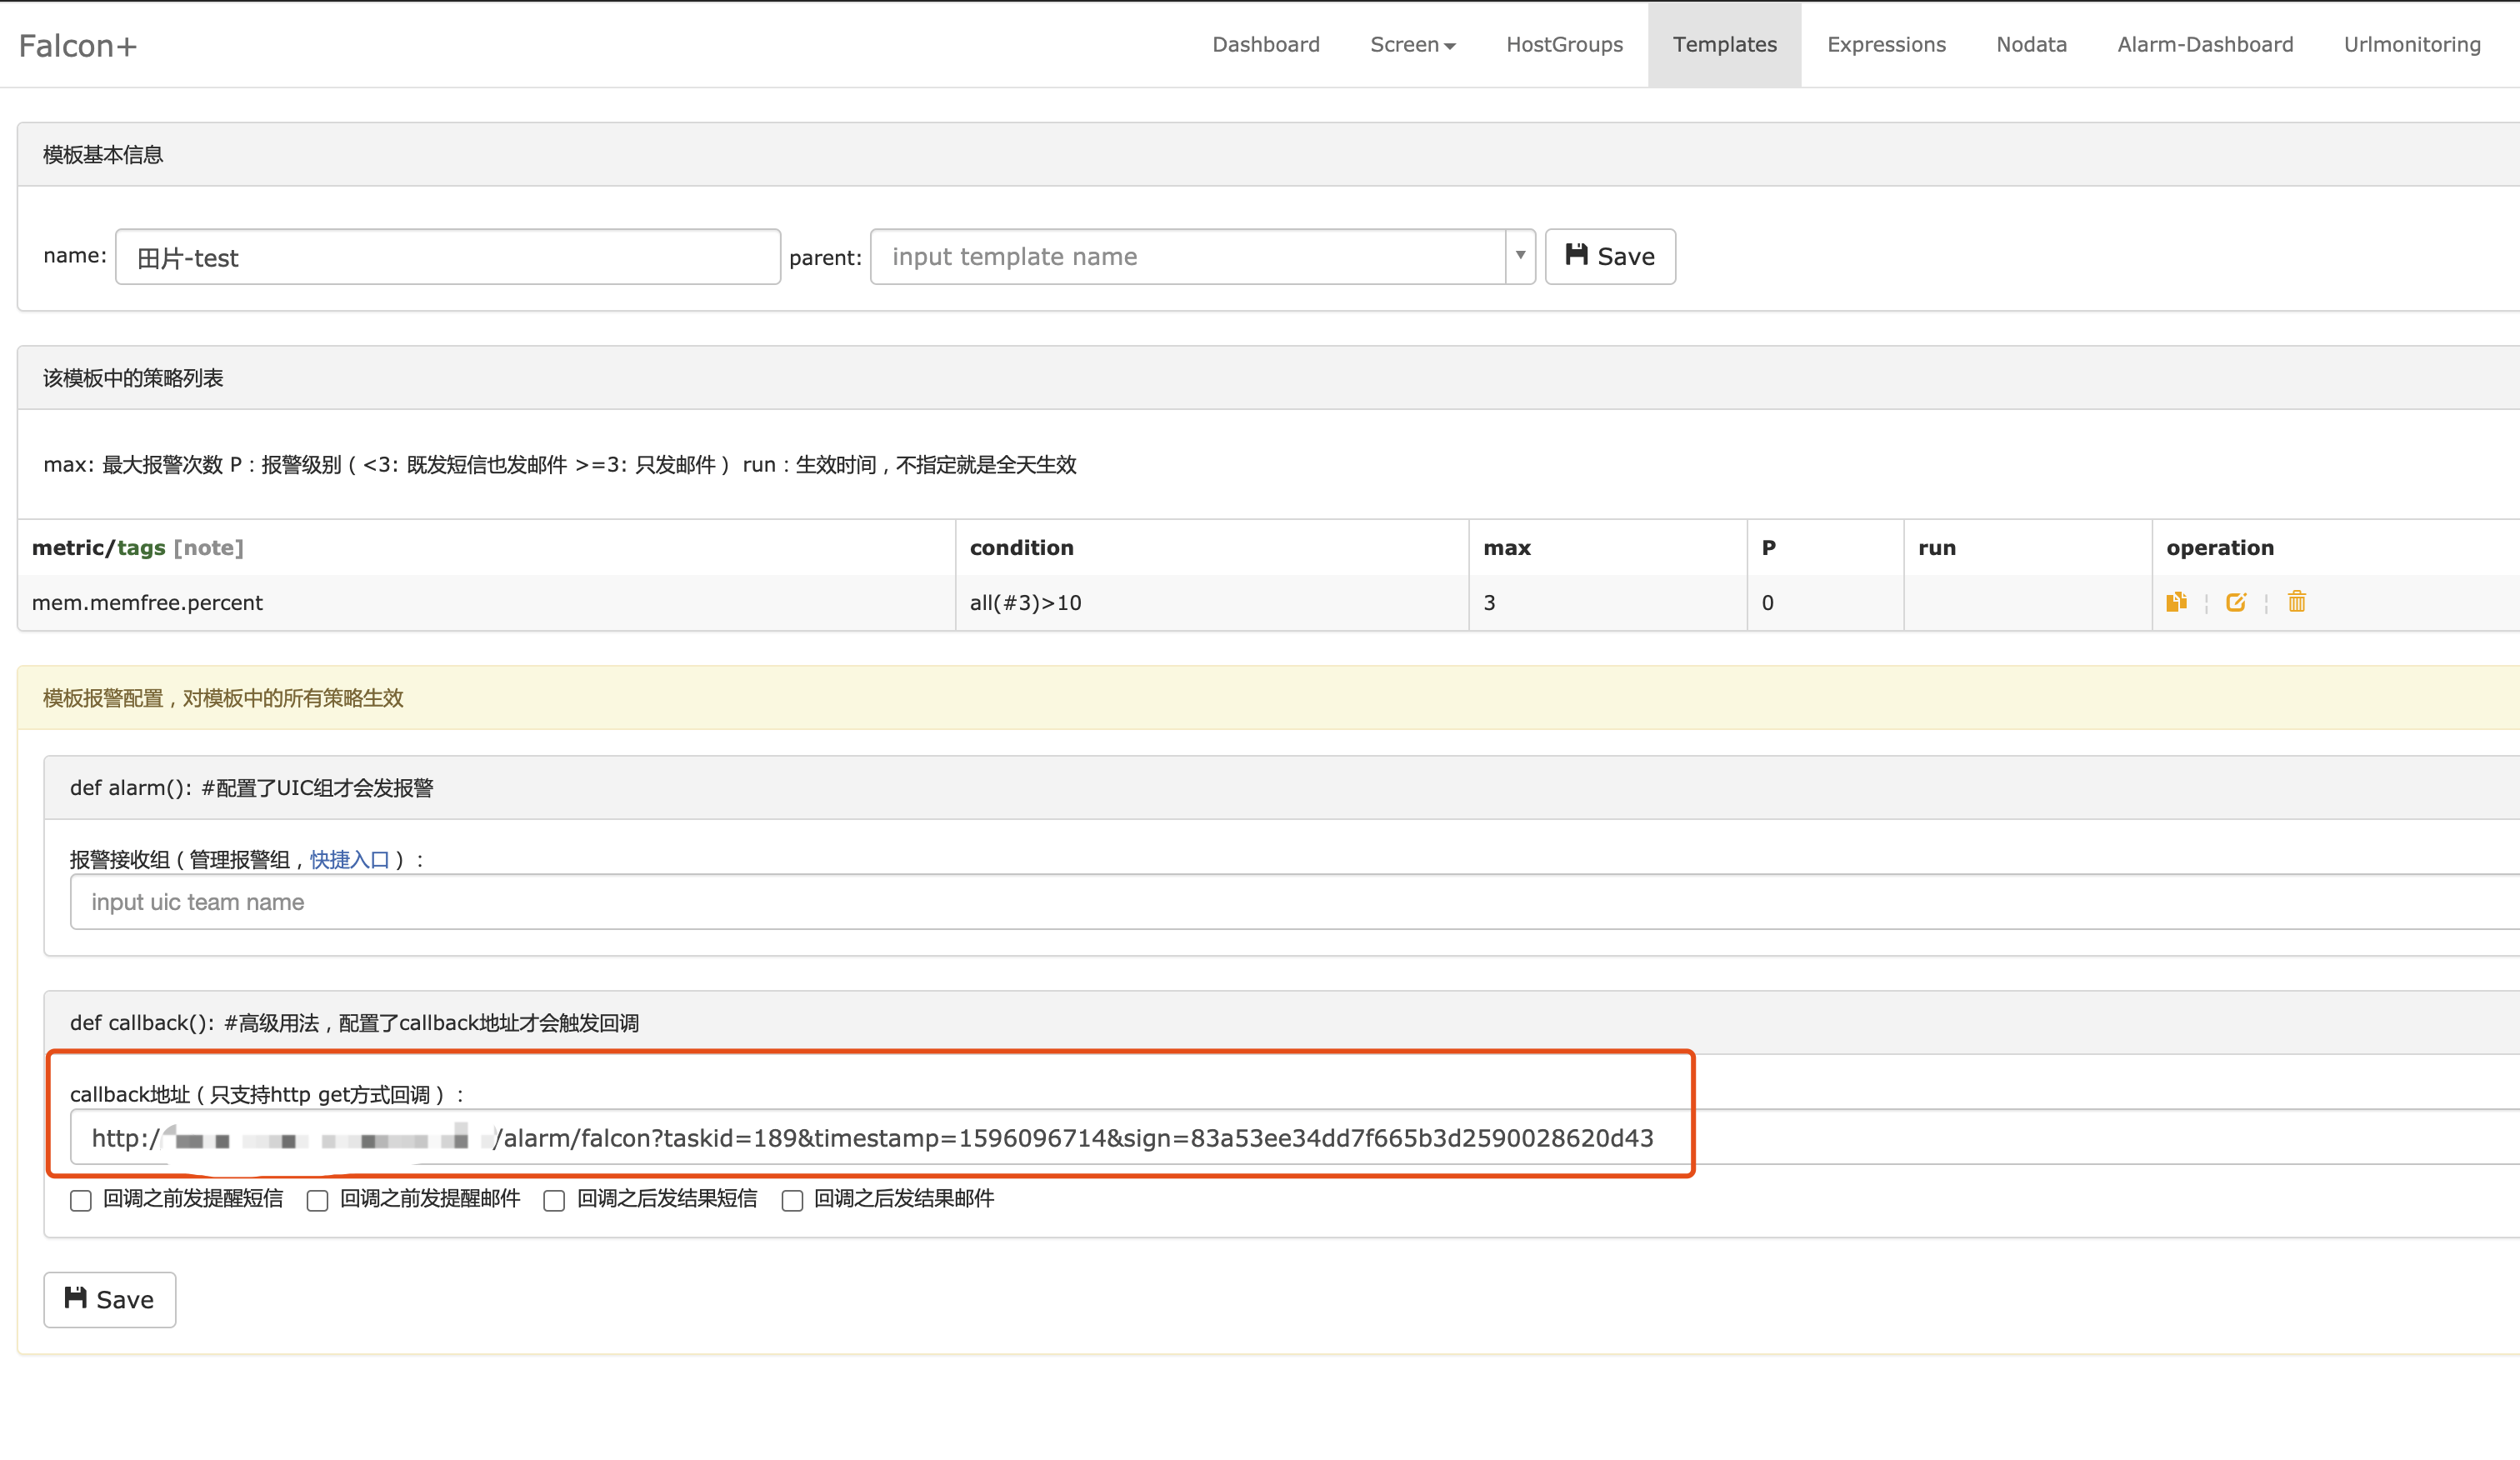 Falcon+ Dashboard Screen HostGroups Templates Expressions Nodata Alarm-Dashboard Urlmonitoring
模板基本信息
name: 田片-test parent: input template name Save
该模板中的策略列表
max: 最大报警次数 P：报警级别（<3: 既发短信也发邮件 >=3: 只发邮件） run：生效时间，不指定就是全天生效
metric/tags [note] condition max P run operation
mem.memfree.percent all(#3)>10 3 0
模板报警配置，对模板中的所有策略生效
def alarm(): #配置了UIC组才会发报警
报警接收组（管理报警组，快捷入口）：
input uic team name
def callback(): #高级用法，配置了callback地址才会触发回调
callback地址（只支持http get方式回调）：
http:/ /alarm/falcon?taskid=189&timestamp=1596096714&sign=83a53ee34dd7f665b3d2590028620d43
回调之前发提醒短信 回调之前发提醒邮件 回调之后发结果短信 回调之后发结果邮件
Save